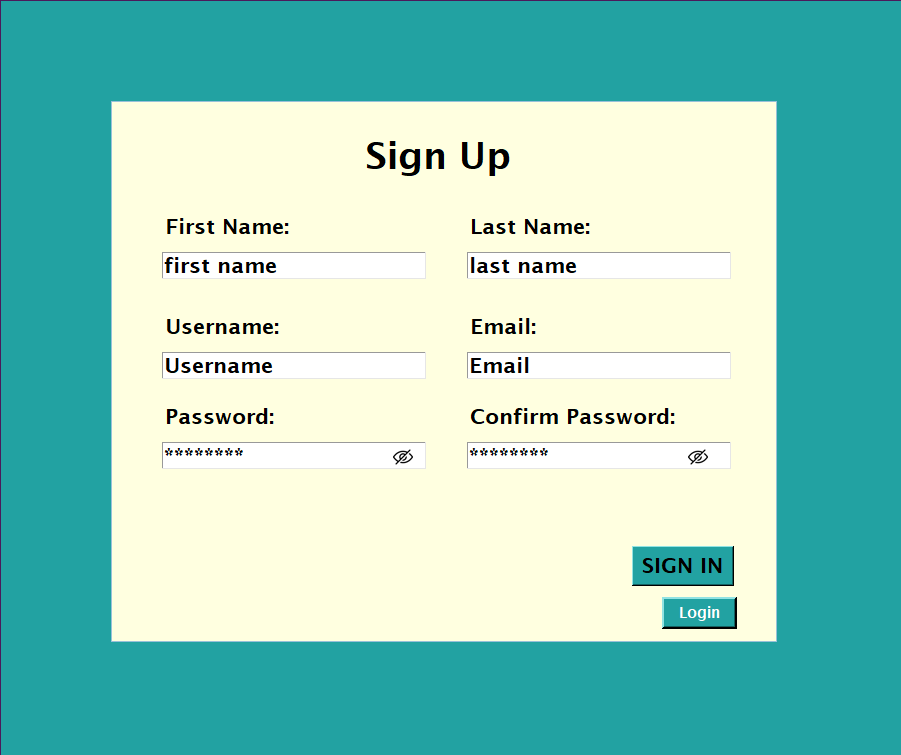 Sign Up
First Name: Last Name:
first name last name
Username: Email:
Username Email
Password: Confirm Password:
******** ********
SIGN IN
Login